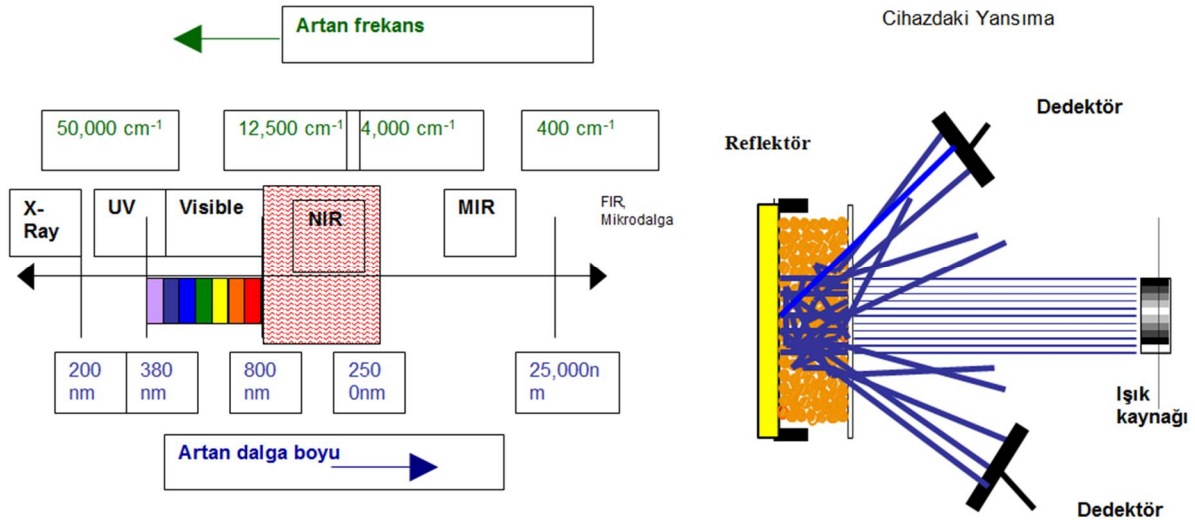 Artan frekans
50,000 cm-1
12,500 cm-1
4,000 cm-1
400 cm-1
X-
Ray
UV
Visible
NIR
MIR
FIR,
Mikrodalga
200
nm
380
nm
800
nm
250
0nm
25,000n
m
Artan dalga boyu
Cihazdaki Yansıma
Dedektör
Reflektör
Işık
kaynağı
Dedektör